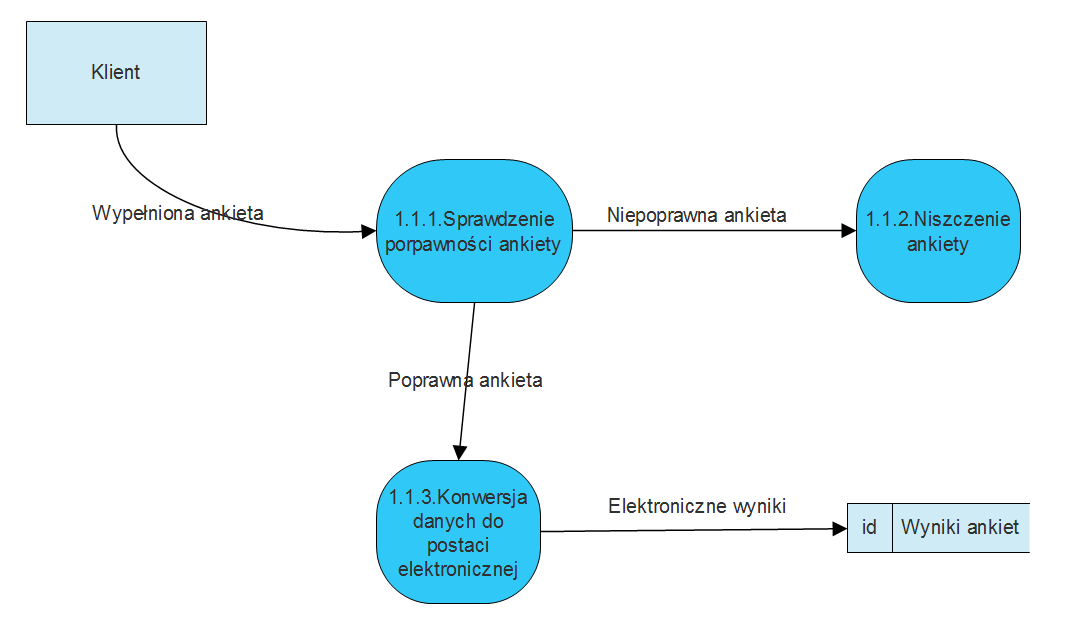 Klient
Wypełniona ankieta
1.1.1.Sprawdzenie
porpawności ankiety
Niepoprawna ankieta
1.1.2.Niszczenie
ankiety
Poprawna ankieta
1.1.3.Konwersja
danych do
postaci
elektronicznej
Elektroniczne wyniki
id
Wyniki ankiet